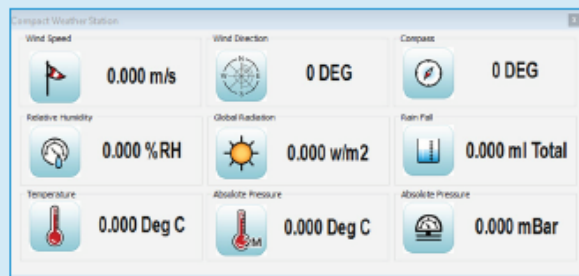 Compact Weather Station
Wind Speed
0.000 m/s
Wind Direction
0 DEG
Compass
0 DEG
Relative Humidity
0.000 %RH
Global Radiation
0.000 w/m2
Rain Fall
0.000 ml Total
Temperature
0.000 Deg C
Absolute Pressure
M
0.000 Deg C
Absolute Pressure
0.000 mBar